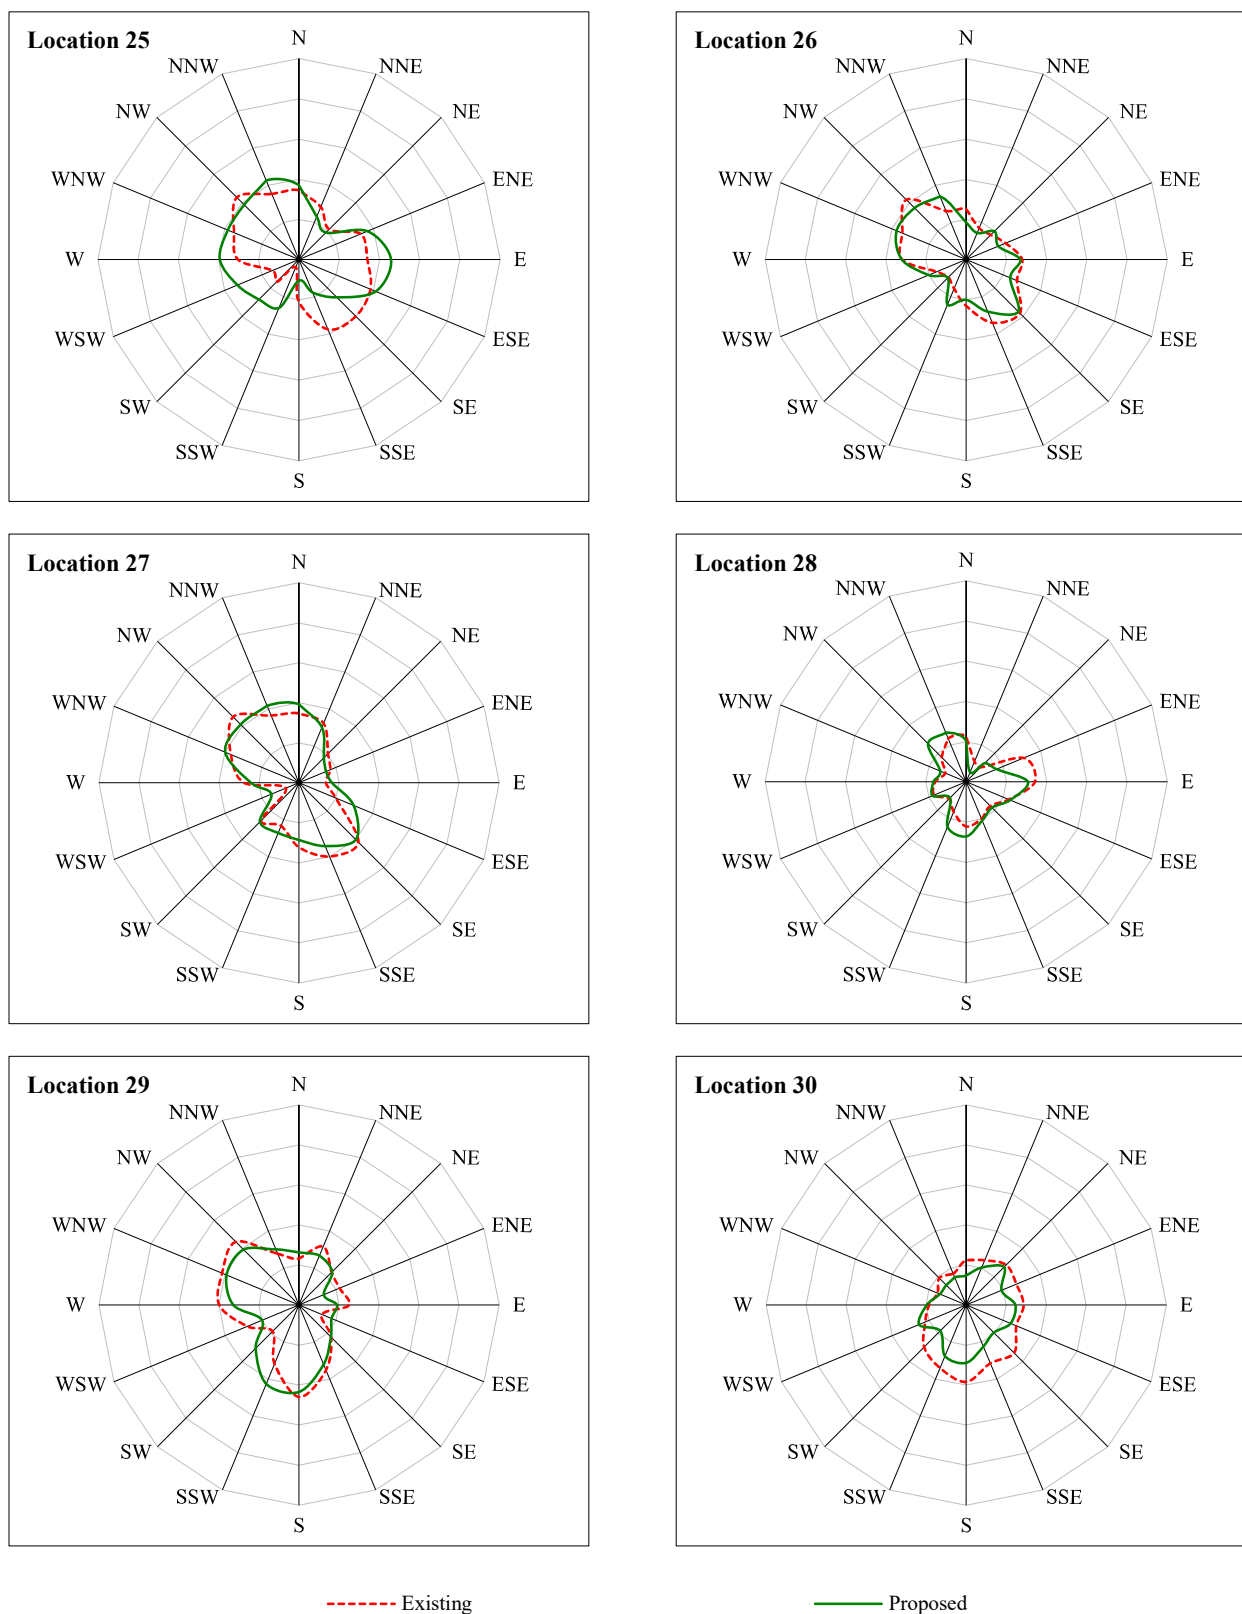 Location 25
N
NNW
NNE
NW
NE
WNW
ENE
W
E
WSW
ESE
SW
SE
SSW
SSE
S
Location 26
N
NNW
NNE
NW
NE
WNW
ENE
W
E
WSW
ESE
SW
SE
SSW
SSE
S
Location 27
N
NNW
NNE
NW
NE
WNW
ENE
W
E
WSW
ESE
SW
SE
SSW
SSE
S
Location 28
N
NNW
NNE
NW
NE
WNW
ENE
W
E
WSW
ESE
SW
SE
SSW
SSE
S
Location 29
N
NNW
NNE
NW
NE
WNW
ENE
W
E
WSW
ESE
SW
SE
SSW
SSE
S
Location 30
N
NNW
NNE
NW
NE
WNW
ENE
W
E
WSW
ESE
SW
SE
SSW
SSE
S
Existing
Proposed